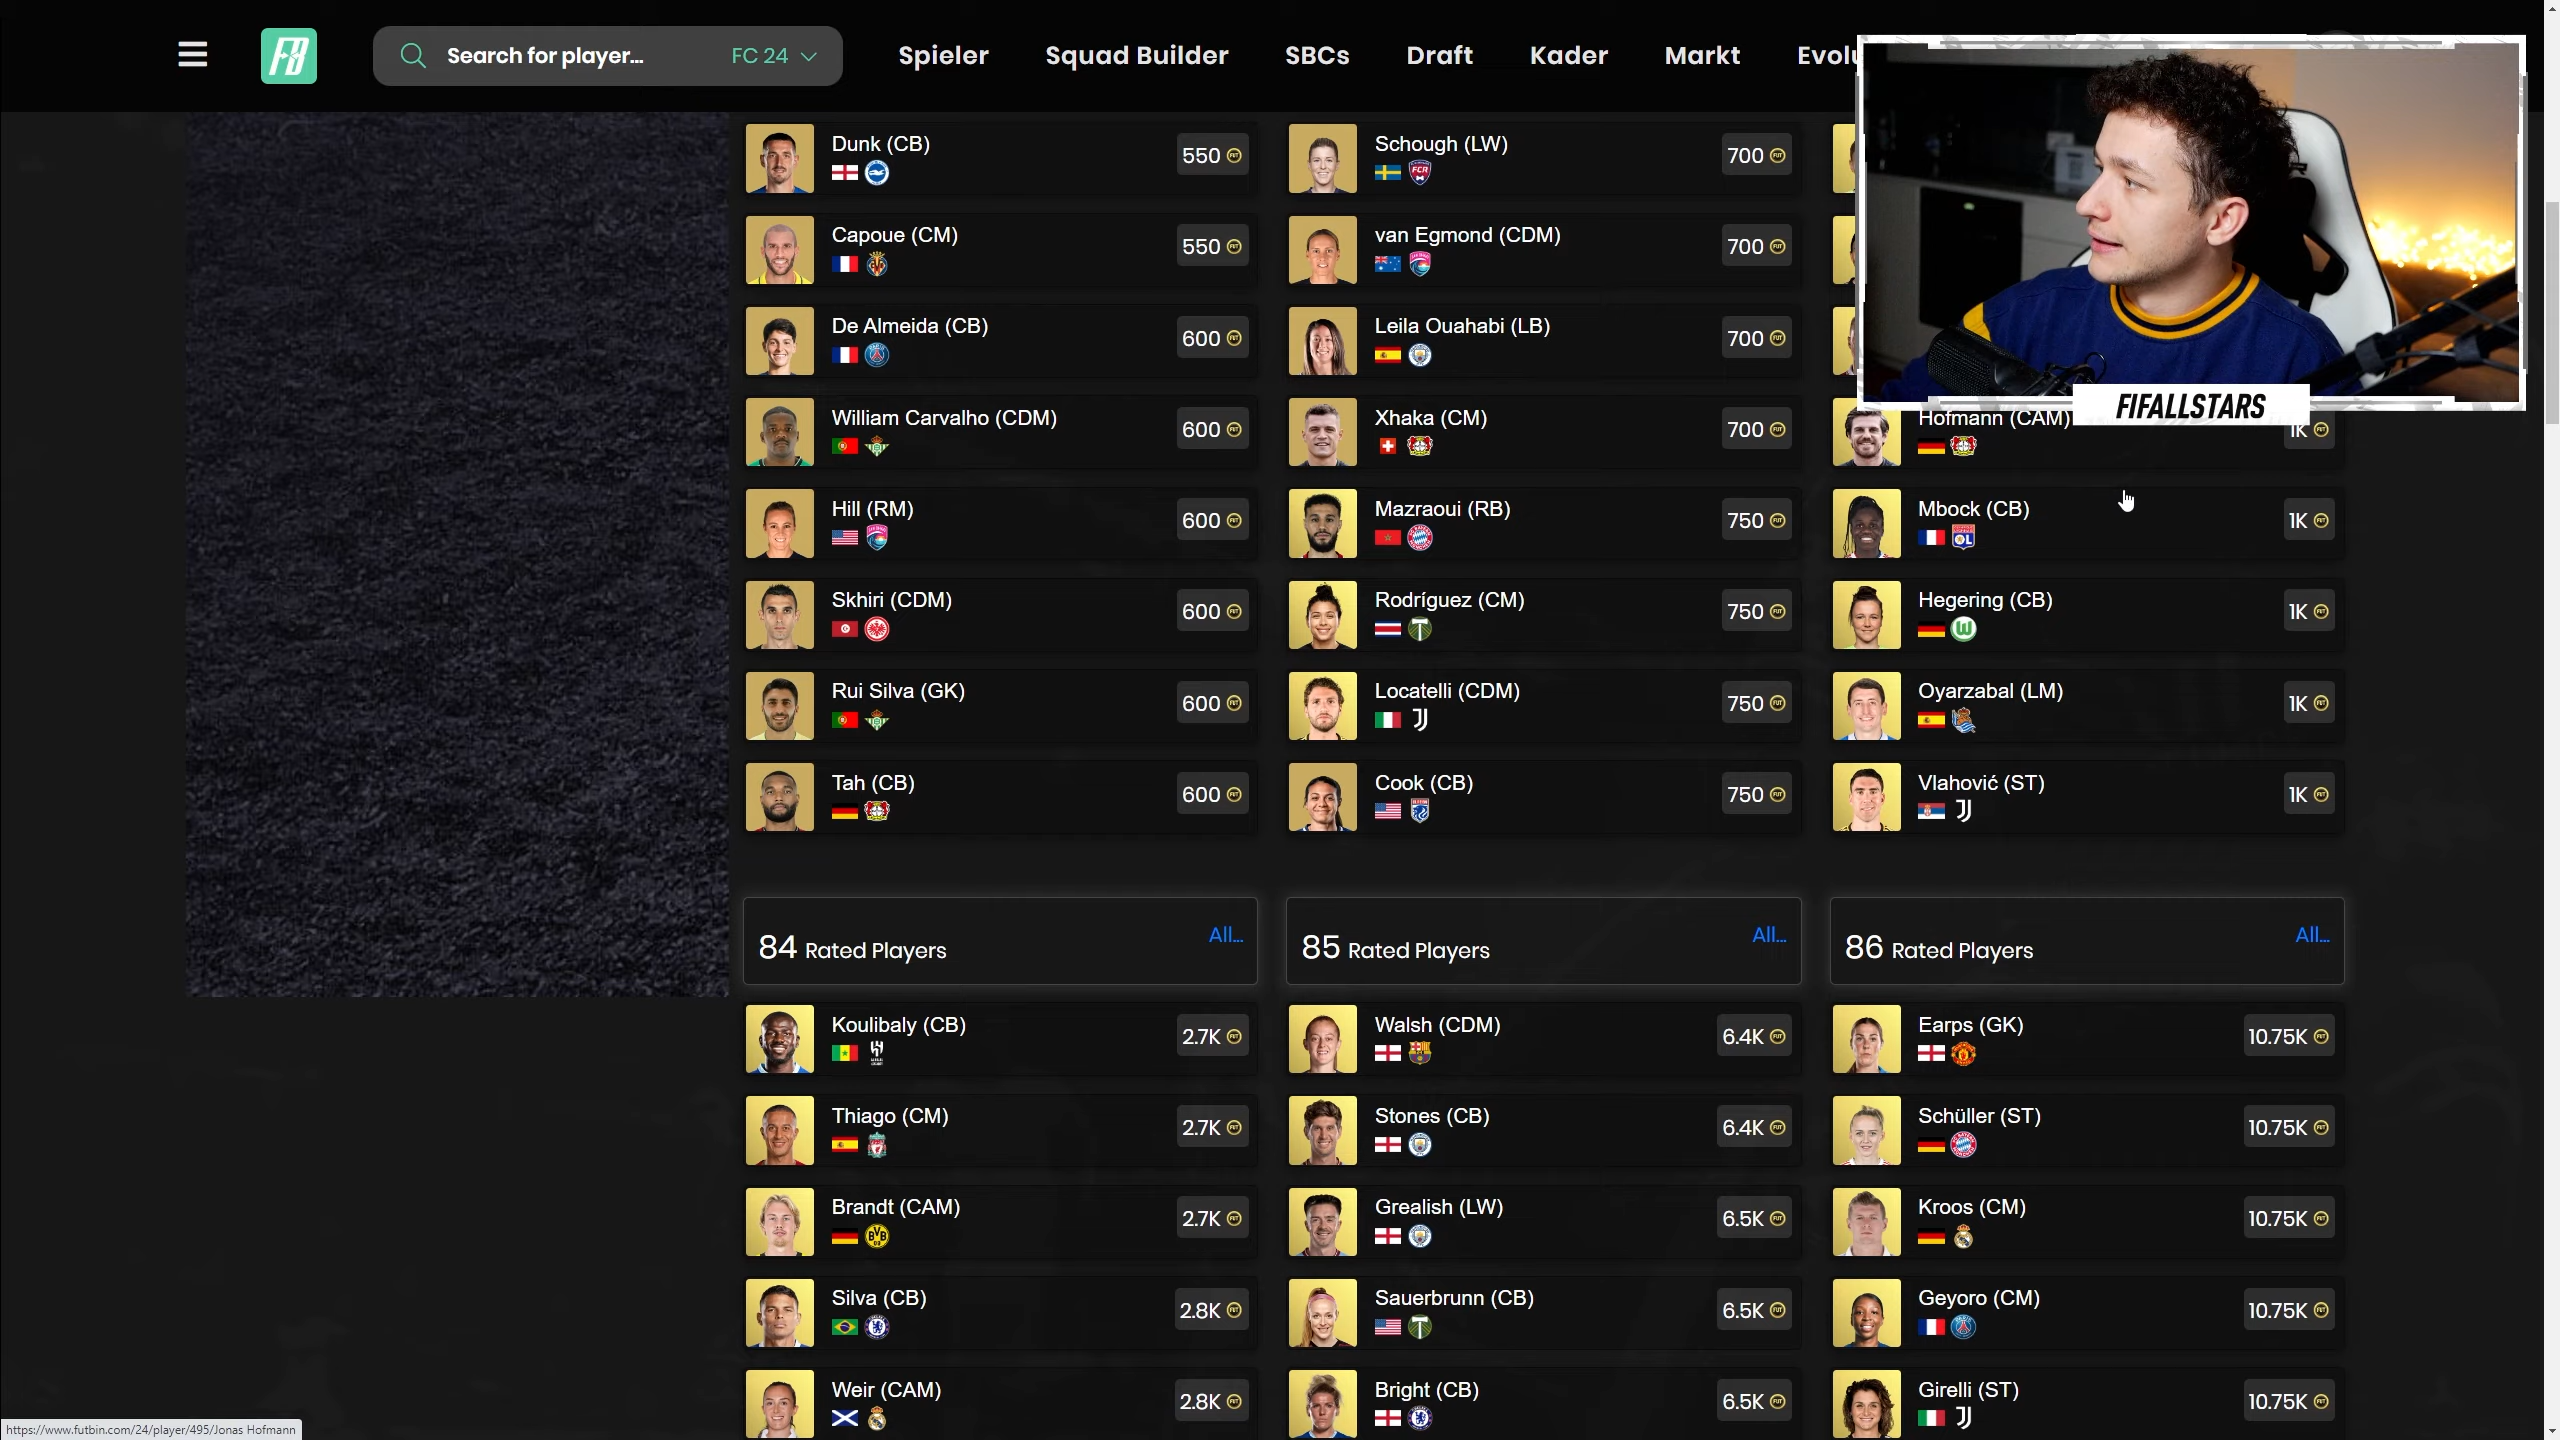 FB
Search for player...
FC 24
Spieler
Squad Builder
SBCs
Draft
Kader
Markt
Evolu
FIFALLSTARS
Dunk (CB)
550
Capoue (CM)
550
De Almeida (CB)
600
William Carvalho (CDM)
600
Hill (RM)
600
Skhiri (CDM)
600
Rui Silva (GK)
600
Tah (CB)
600
Schough (LW)
700
van Egmond (CDM)
700
Leila Ouahabi (LB)
700
Xhaka (CM)
700
Mazraoui (RB)
750
Rodríguez (CM)
750
Locatelli (CDM)
750
Cook (CB)
750
Hofmann (CAM)
1K
Mbock (CB)
1K
Hegering (CB)
1K
Oyarzabal (LM)
1K
Vlahović (ST)
1K
84 Rated Players
All...
Koulibaly (CB)
2.7K
Thiago (CM)
2.7K
Brandt (CAM)
2.7K
Silva (CB)
2.8K
Weir (CAM)
2.8K
85 Rated Players
All...
Walsh (CDM)
6.4K
Stones (CB)
6.4K
Grealish (LW)
6.5K
Sauerbrunn (CB)
6.5K
Bright (CB)
6.5K
86 Rated Players
All...
Earps (GK)
10.75K
Schüller (ST)
10.75K
Kroos (CM)
10.75K
Geyoro (CM)
10.75K
Girelli (ST)
10.75K
https://www.futbin.com/24/player/495/Jonas Hofmann